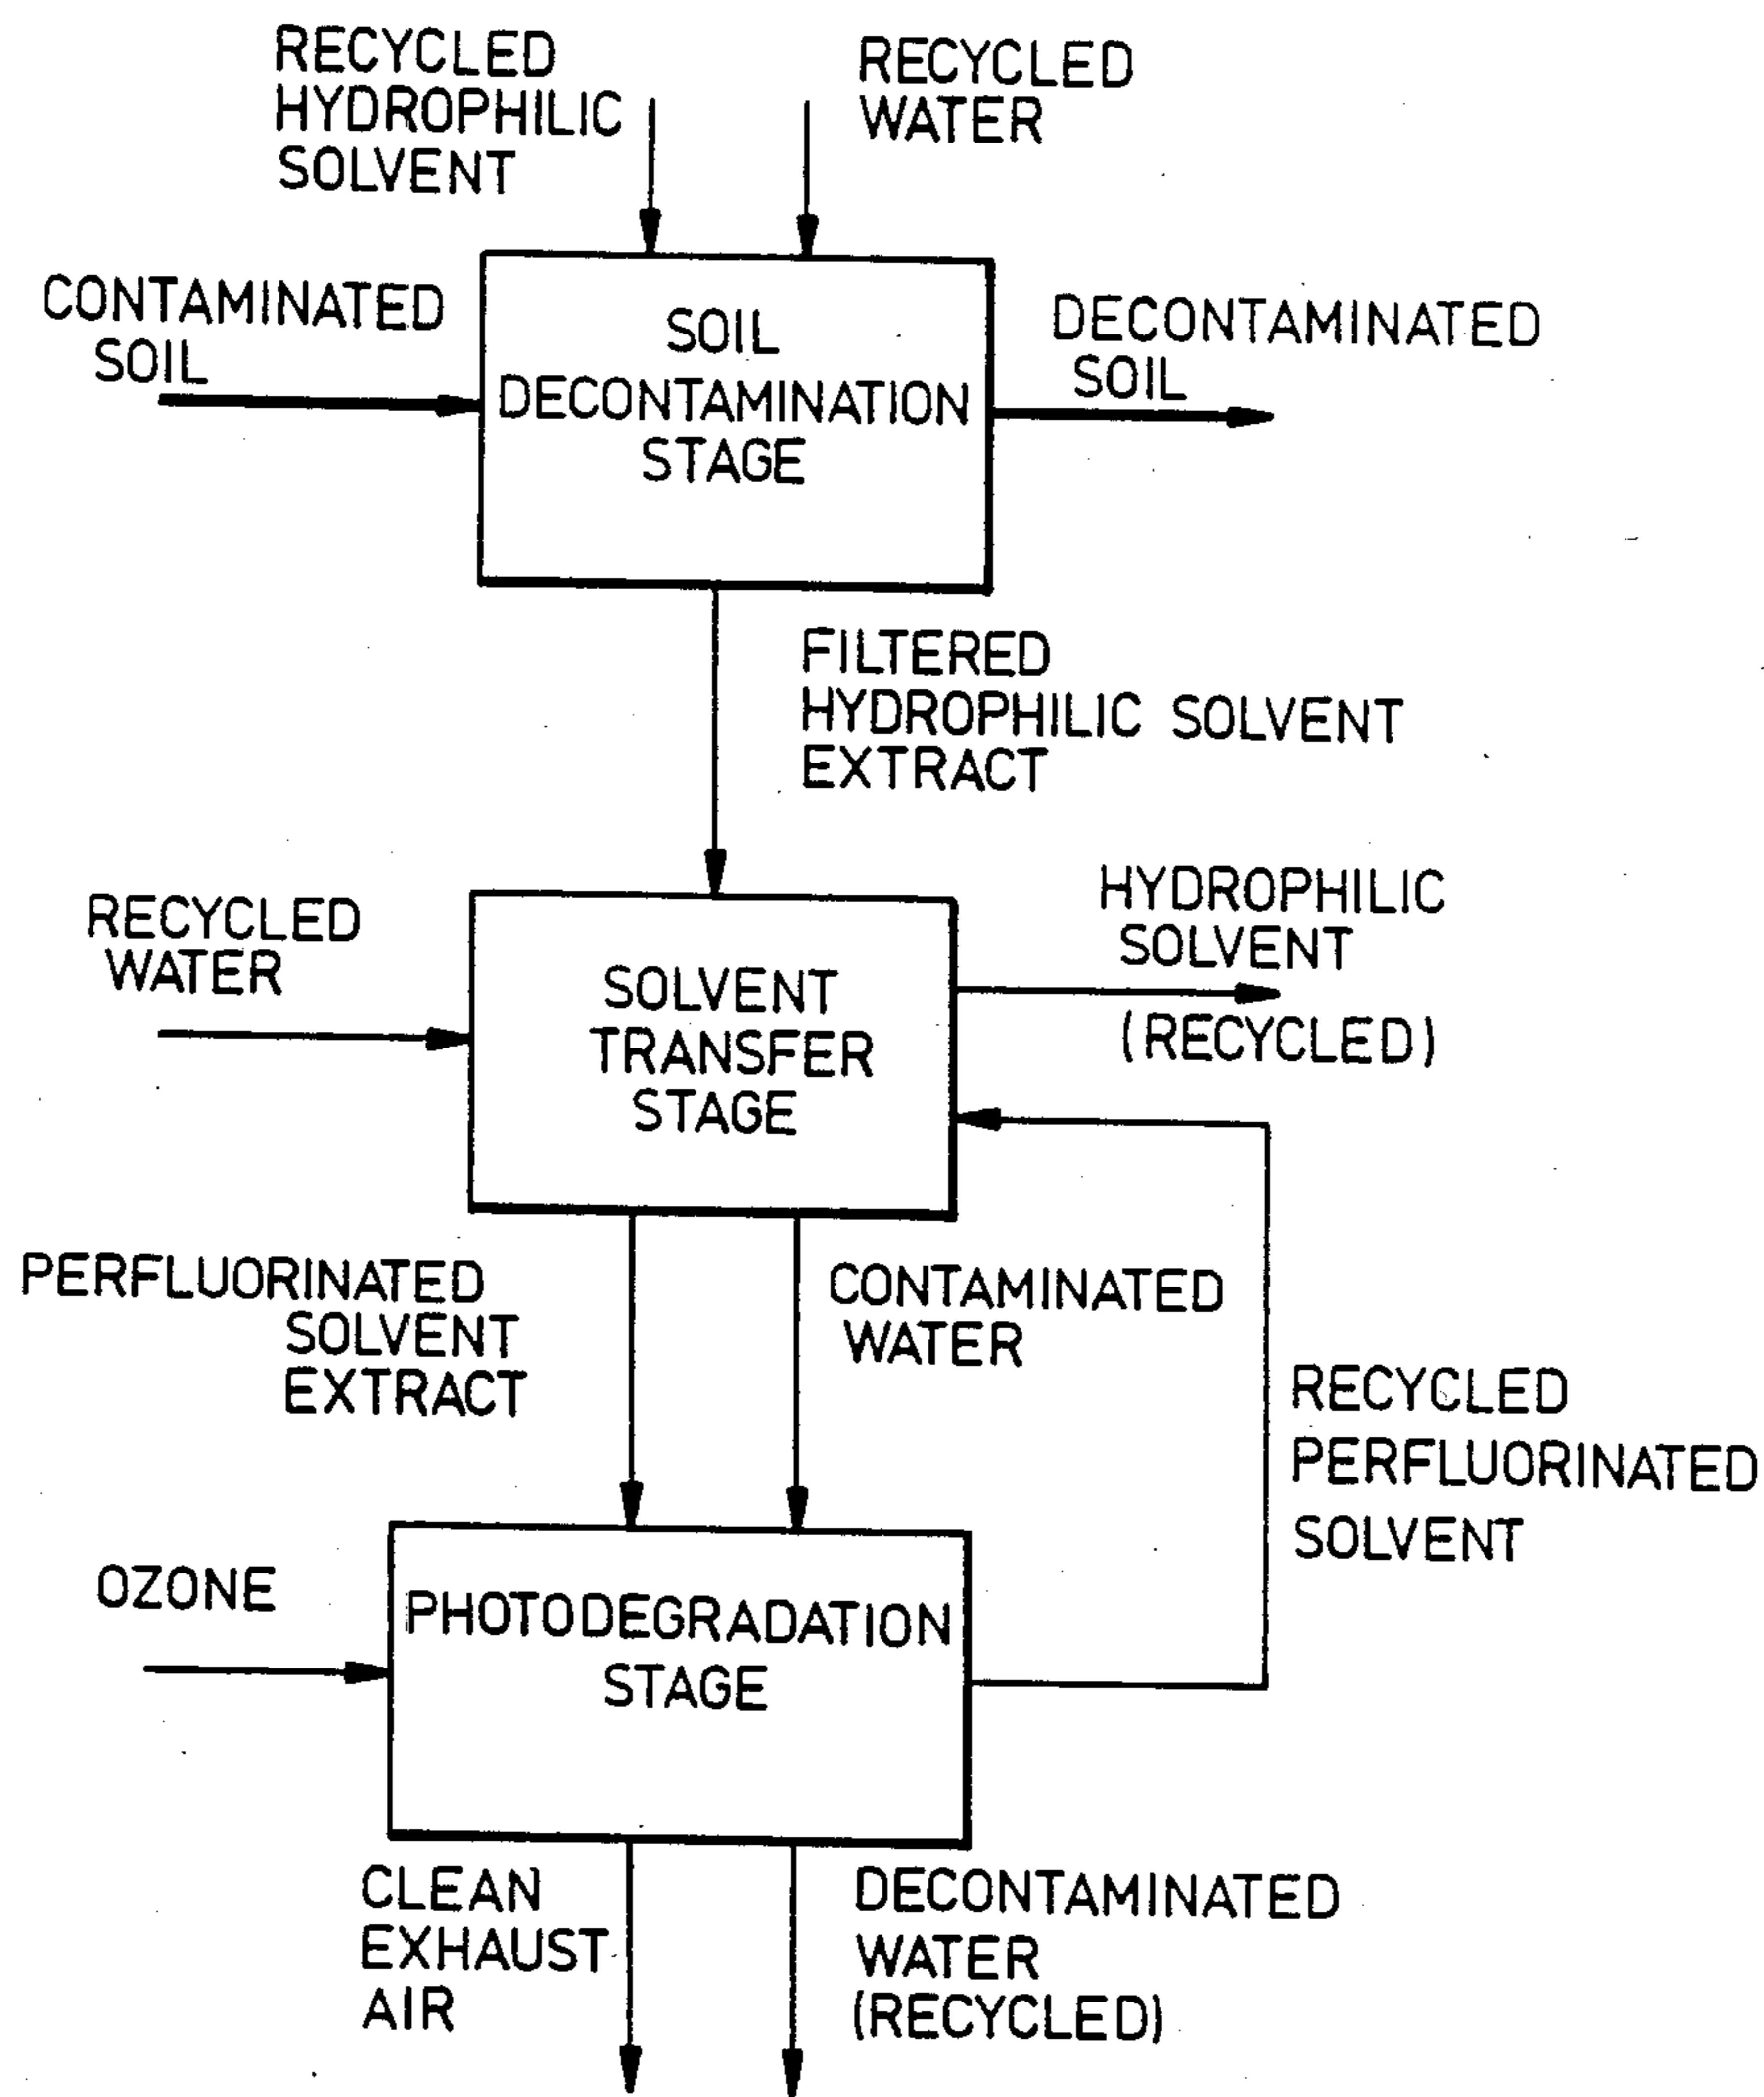 RECYCLED
HYDROPHILIC
SOLVENT
RECYCLED
WATER
CONTAMINATED
SOIL
SOIL
DECONTAMINATION
STAGE
DECONTAMINATED
SOIL
FILTERED
HYDROPHILIC SOLVENT
EXTRACT
RECYCLED
WATER
SOLVENT
TRANSFER
STAGE
HYDROPHILIC
SOLVENT
(RECYCLED)
PERFLUORINATED
SOLVENT
EXTRACT
CONTAMINATED
WATER
RECYCLED
PERFLUORINATED
SOLVENT
OZONE
PHOTODEGRADATION
STAGE
CLEAN
EXHAUST
AIR
DECONTAMINATED
WATER
(RECYCLED)